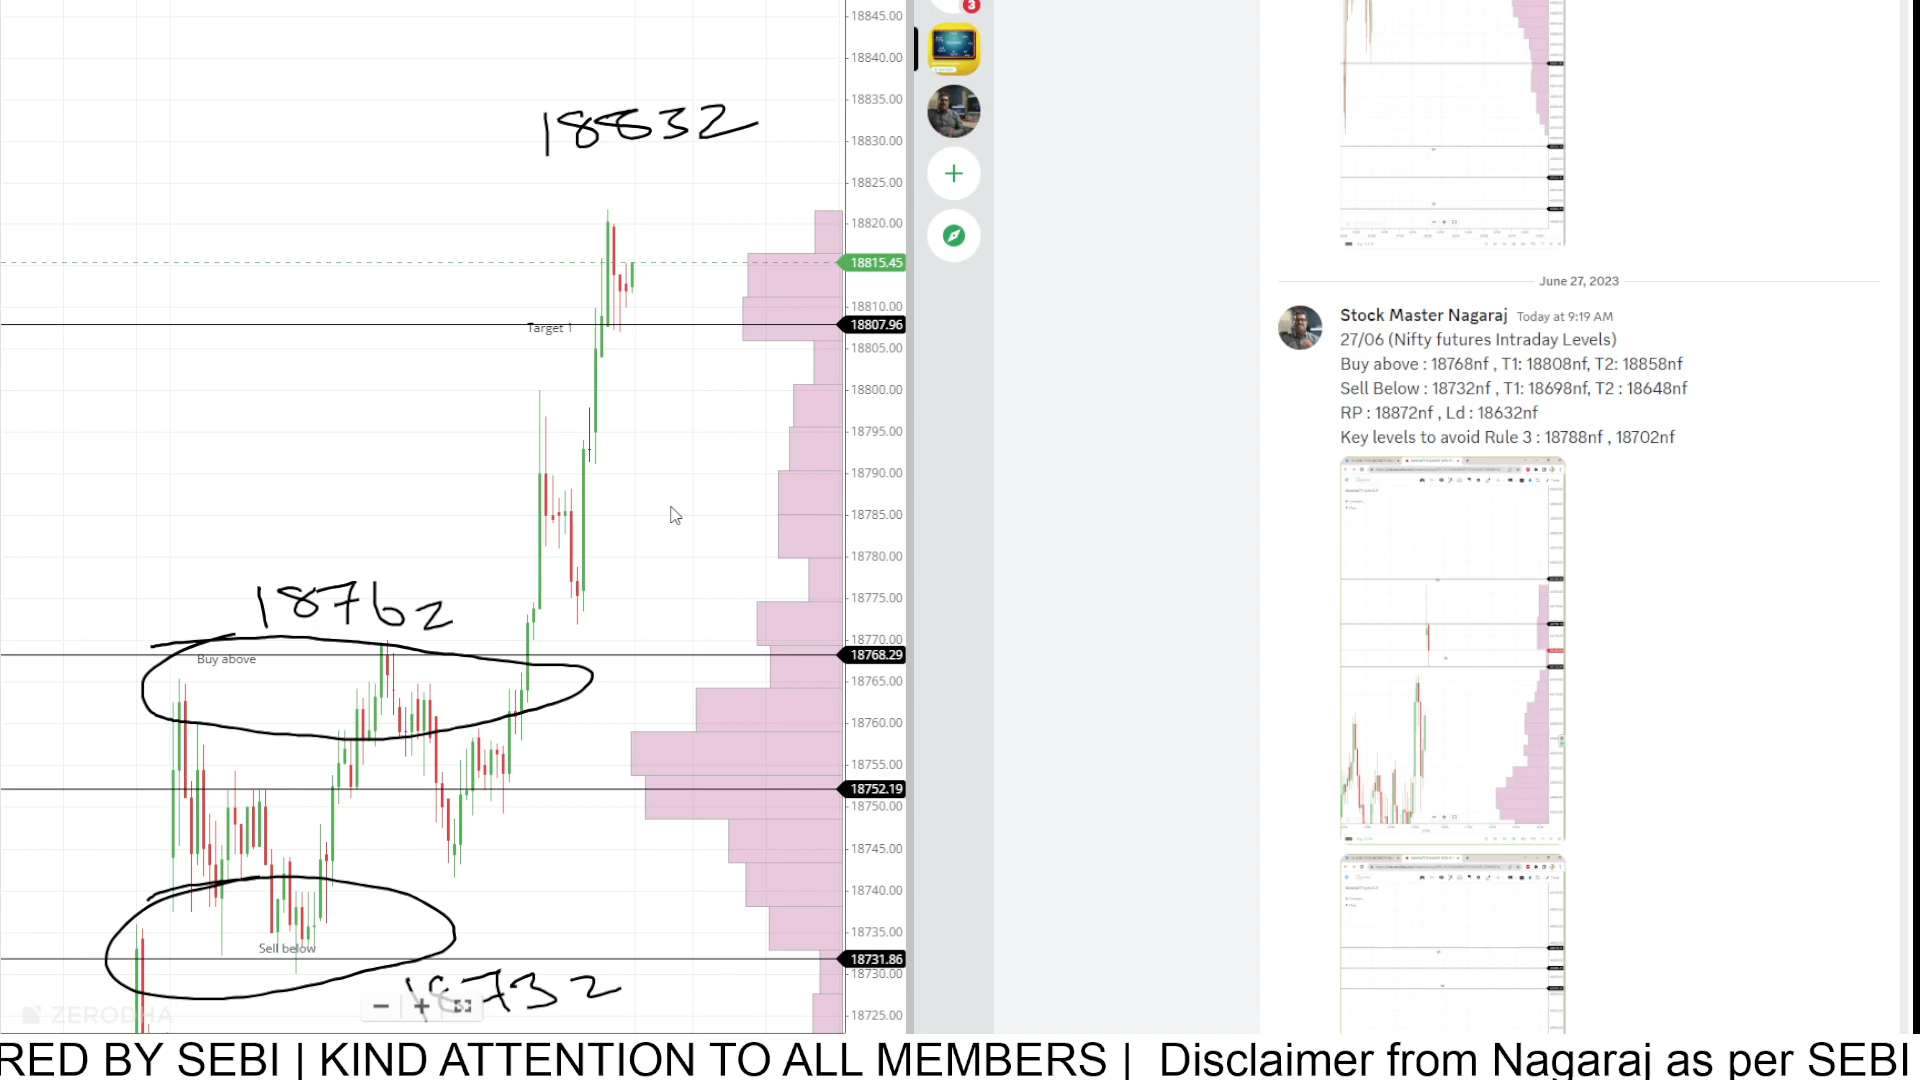 18845.00
18840.00
18835.00
18830.00
18825.00
18820.00
18815.45
18810.00
18807.96
18805.00
18800.00
18795.00
18790.00
18785.00
18780.00
18775.00
18770.00
18768.29
18765.00
18760.00
18755.00
18752.19
18750.00
18745.00
18740.00
18735.00
18731.86
18730.00
18725.00
18832
Target 1
18762
Buy above
Sell below
18732
ZERODHA
3
June 27, 2023
Stock Master Nagaraj Today at 9:19 AM
27/06 (Nifty futures Intraday Levels)
Buy above : 18768nf , T1: 18808nf, T2: 18858nf
Sell Below : 18732nf , T1: 18698nf, T2 : 18648nf
RP : 18872nf , Ld : 18632nf
Key levels to avoid Rule 3 : 18788nf , 18702nf
RED BY SEBI | KIND ATTENTION TO ALL MEMBERS | Disclaimer from Nagaraj as per SEBI